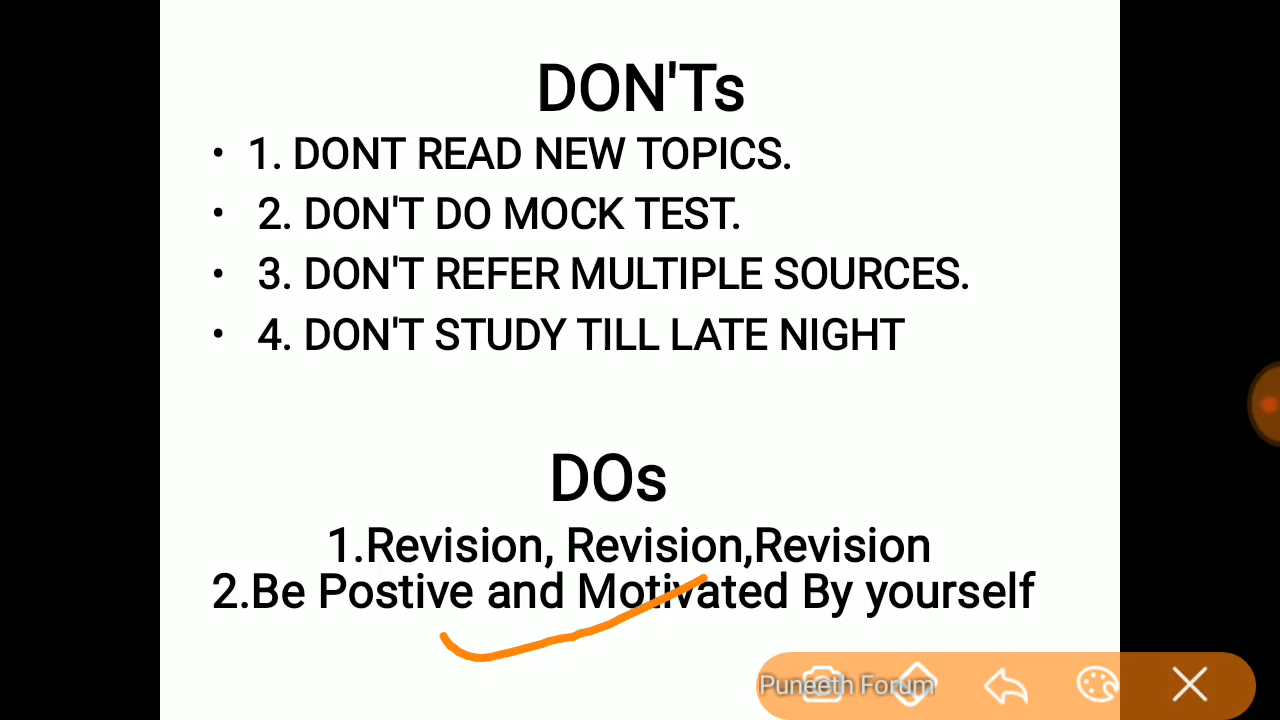 DON'Ts
• 1. DONT READ NEW TOPICS.
• 2. DON'T DO MOCK TEST.
• 3. DON'T REFER MULTIPLE SOURCES.
• 4. DON'T STUDY TILL LATE NIGHT
DOs
1.Revision, Revision,Revision
2.Be Postive and Motivated By yourself
Puneeth Forum